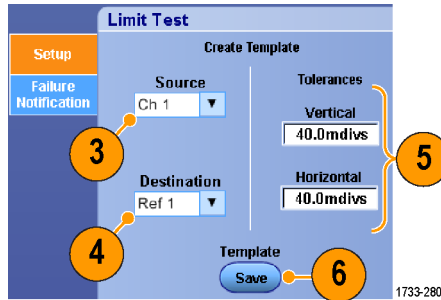 Limit Test
Setup
Failure
Notification
Create Template
Source
Ch 1
3
Destination
Ref 1
4
Tolerances
Vertical
40.0mdivs
Horizontal
40.0mdivs
5
Template
Save
6
1733-280